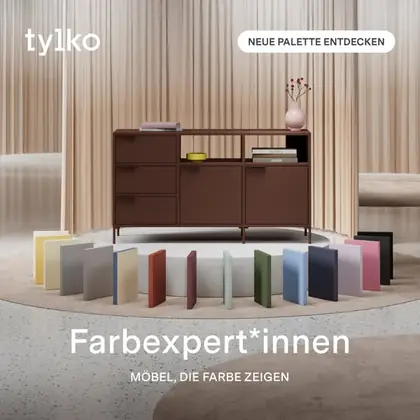 tylko
NEUE PALETTE ENTDECKEN
Farbexpert*innen
MÖBEL, DIE FARBE ZEIGEN